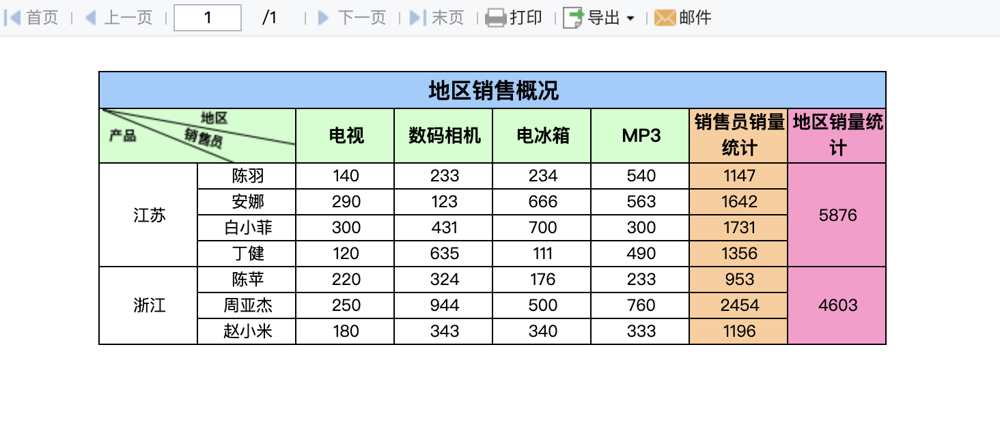 首页 上一页 1 /1 下一页 末页 打印 导出 邮件
地区销售概况
产品 销售员 地区 电视 数码相机 电冰箱 MP3 销售员销量统计 地区销量统计
江苏 陈羽 140 233 234 540 1147 5876
安娜 290 123 666 563 1642
白小菲 300 431 700 300 1731
丁健 120 635 111 490 1356
浙江 陈苹 220 324 176 233 953 4603
周亚杰 250 944 500 760 2454
赵小米 180 343 340 333 1196